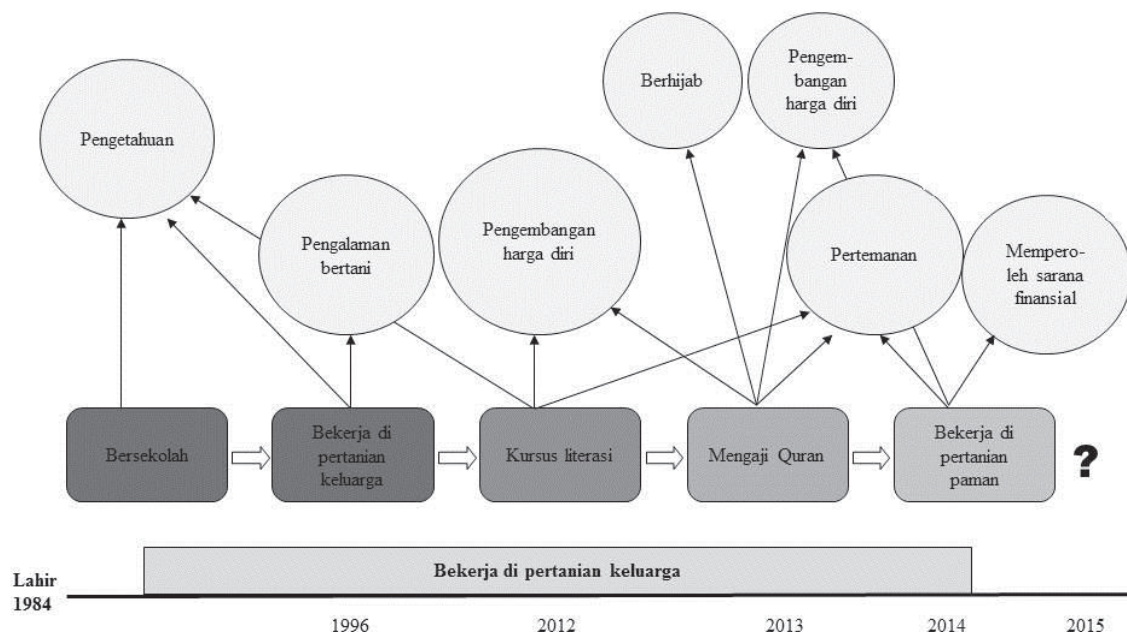 Berhijab
Pengem-
bangan
harga diri
Pengetahuan
Pengalaman
bertani
Pengembangan
harga diri
Pertemanan
Mempero-
leh sarana
finansial
Bersekolah
Bekerja di
pertanian
keluarga
Kursus literasi
Mengaji Quran
Bekerja di
pertanian
paman
?
Bekerja di pertanian keluarga
Lahir
1984
1996
2012
2013
2014
2015